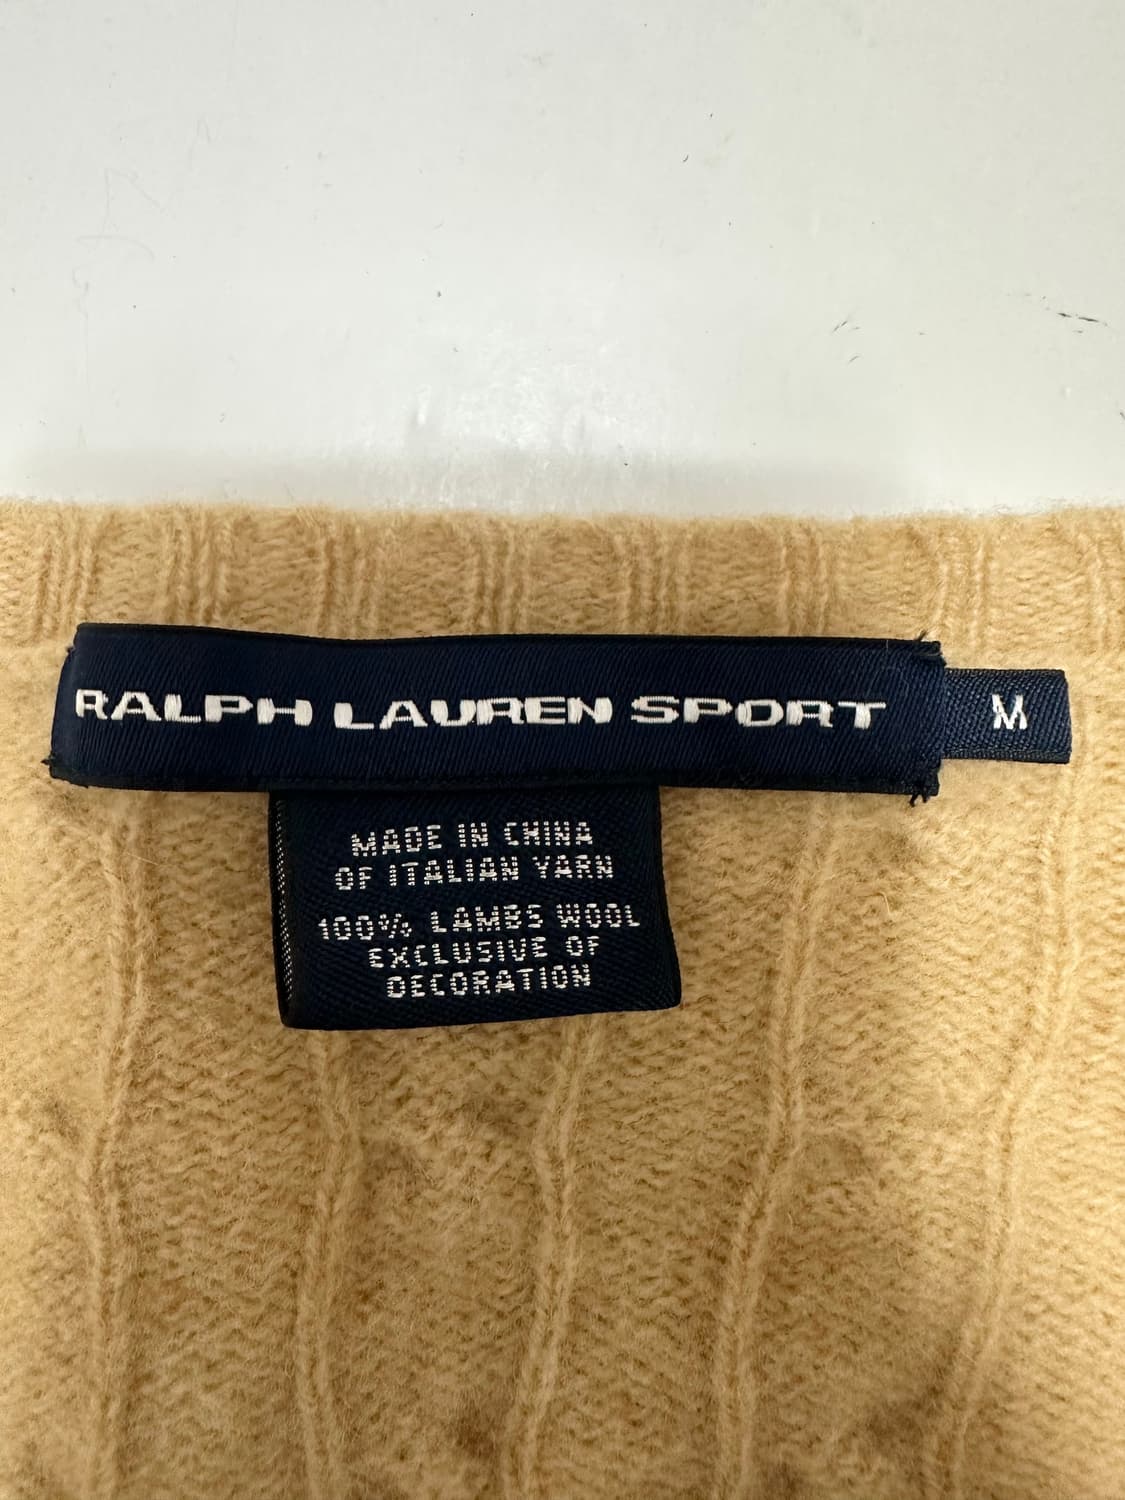 RALPH LAUREN SPORT
M
MADE IN CHINA
OF ITALIAN YARN
100% LAMBS WOOL
EXCLUSIVE OF
DECORATION